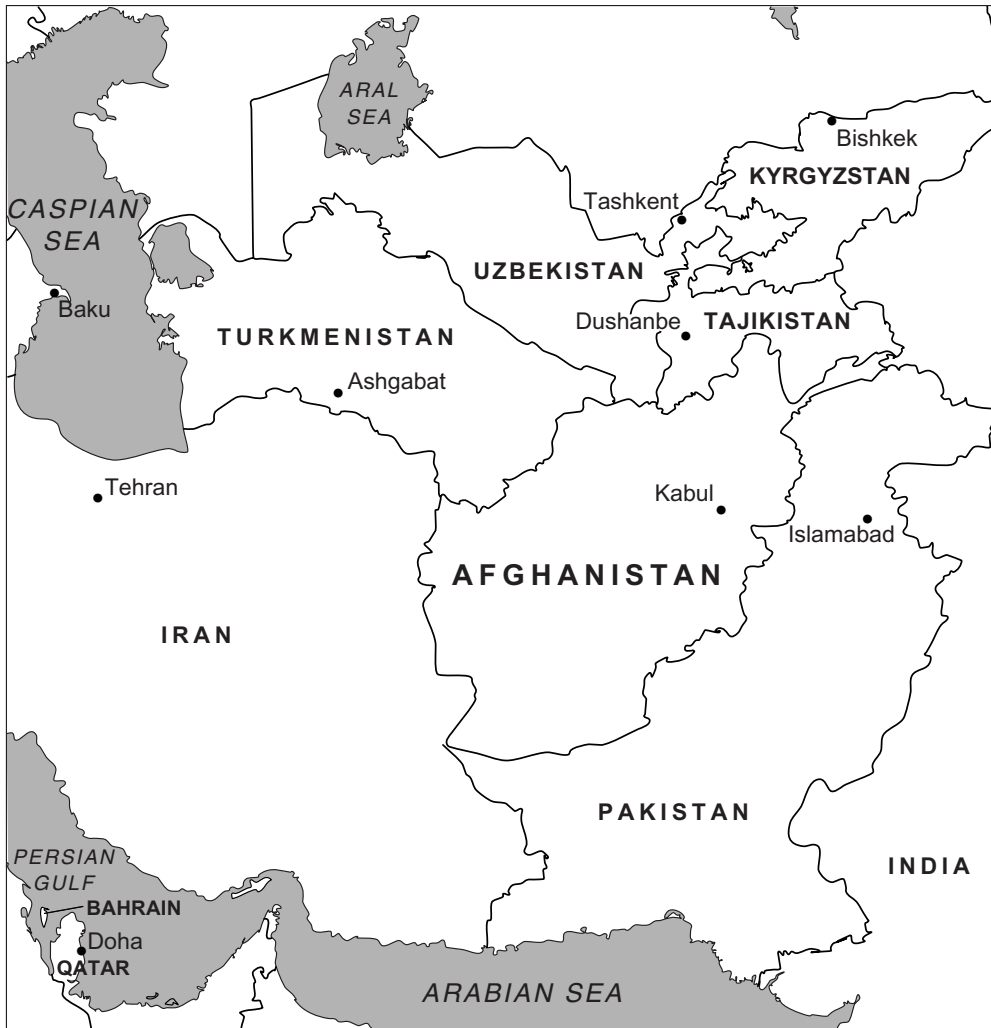 ARAL
SEA
Bishkek
KYRGYZSTAN
CASPIAN
SEA
Tashkent
UZBEKISTAN
Baku
TURKMENISTAN
Dushanbe
TAJIKISTAN
Ashgabat
Tehran
Kabul
Islamabad
AFGHANISTAN
IRAN
PAKISTAN
PERSIAN
GULF
INDIA
BAHRAIN
Doha
QATAR
ARABIAN SEA